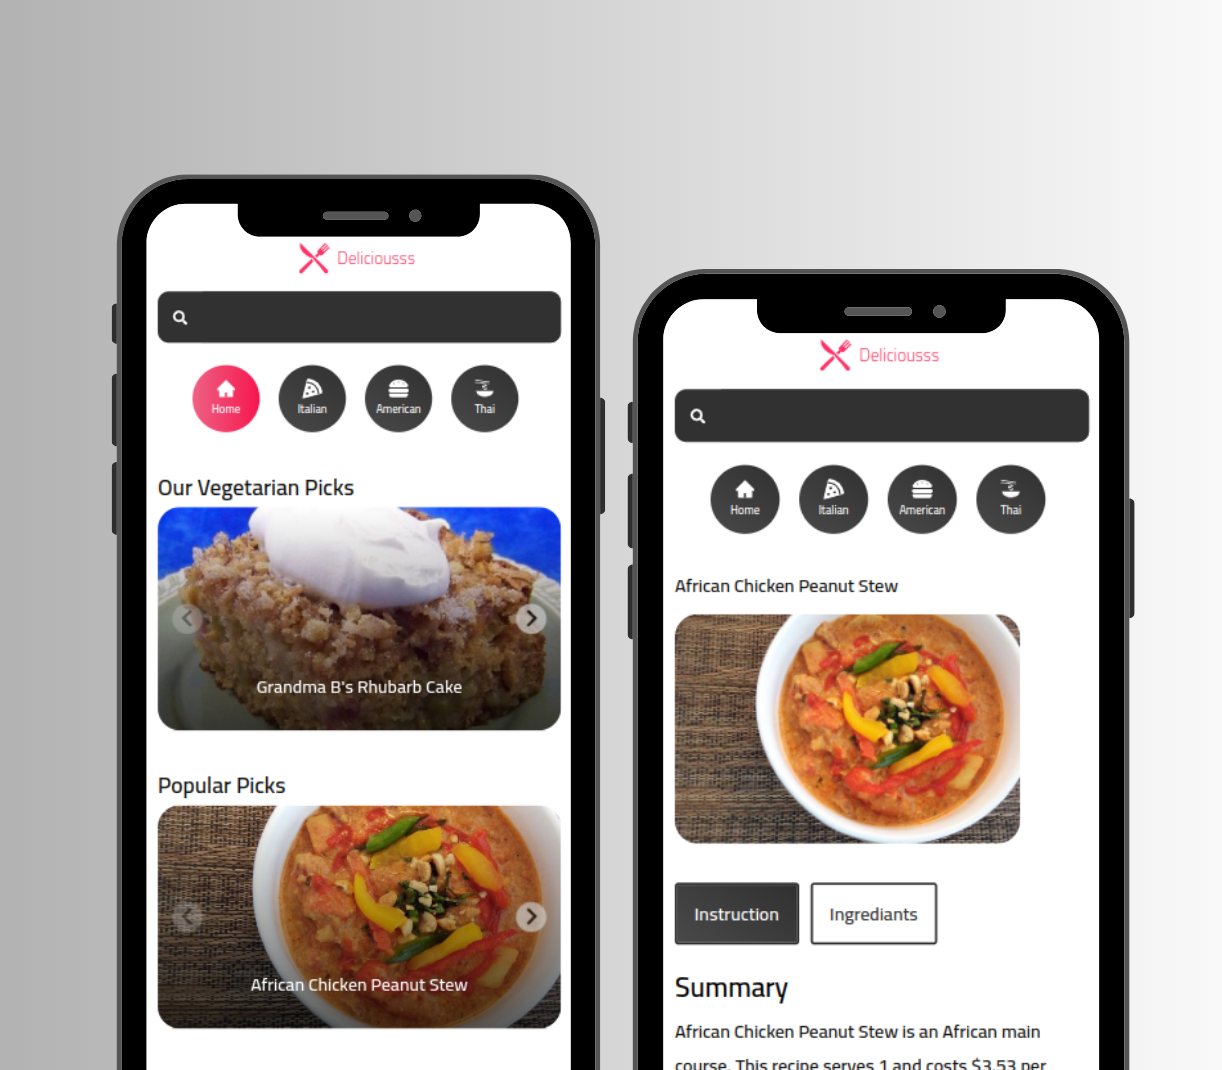 Deliciousss
Home
Italian
American
Thai
Our Vegetarian Picks
Grandma B's Rhubarb Cake
Popular Picks
African Chicken Peanut Stew
Deliciousss
Home
Italian
American
Thai
African Chicken Peanut Stew
Instruction
Ingrediants
Summary
African Chicken Peanut Stew is an African main
course. This recipe serves 1 and costs $3.53 per